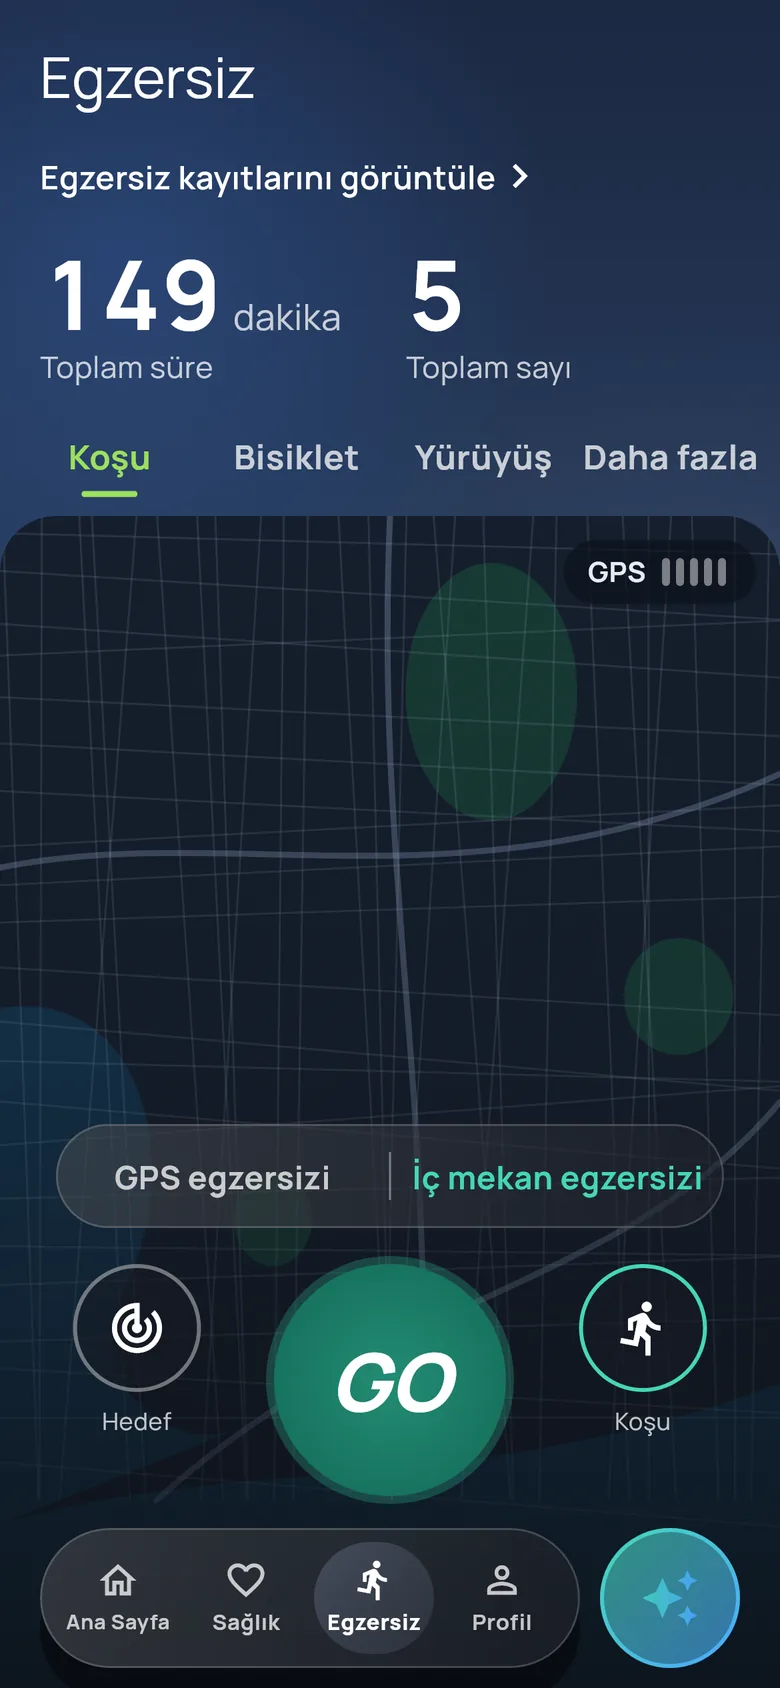 Egzersiz
Egzersiz kayıtlarını görüntüle
149 dakika
Toplam süre
5
Toplam sayı
Koşu
Bisiklet
Yürüyüş
Daha fazla
GPS
GPS egzersizi
İç mekan egzersizi
Hedef
GO
Koşu
Ana Sayfa
Sağlık
Egzersiz
Profil